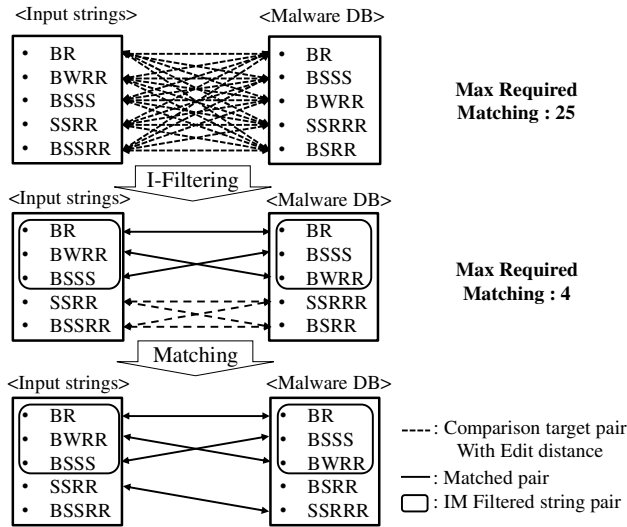 <Input strings> <Malware DB>
• BR • BR
• BWRR • BSSS
• BSSS • BWRR
• SSRR • SSRRR
• BSSRR • BSRR
Max Required
Matching : 25
I-Filtering
<Input strings> <Malware DB>
• BR • BR
• BWRR • BSSS
• BSSS • BWRR
• SSRR • SSRRR
• BSSRR • BSRR
Max Required
Matching : 4
Matching
<Input strings> <Malware DB>
• BR • BR
• BWRR • BSSS
• BSSS • BWRR
• SSRR • BSRR
• BSSRR • SSRRR
: Comparison target pair
With Edit distance
: Matched pair
: IM Filtered string pair